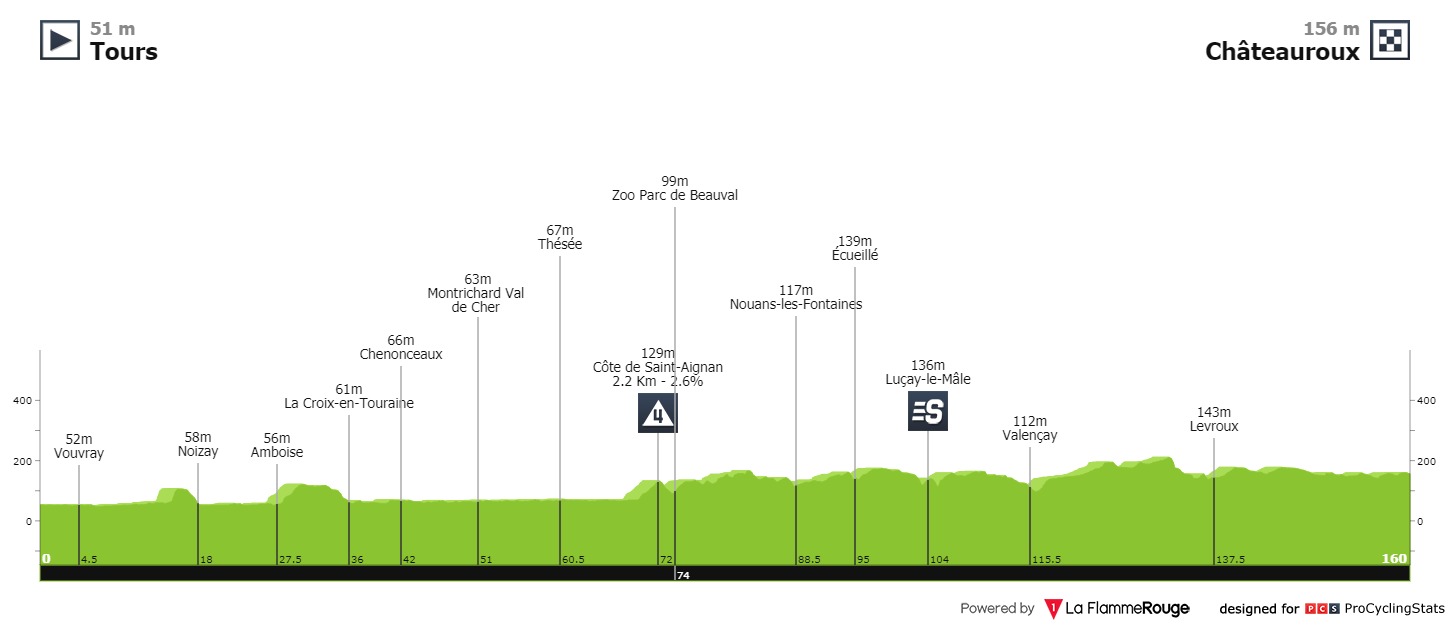 51 m
Tours
156 m
Châteauroux
99m
Zoo Parc de Beauval
67m
Thésée
139m
Écueillé
63m
Montrichard Val
de Cher
117m
Nouans-les-Fontaines
66m
Chenonceaux
129m
Côte de Saint-Aignan
2.2 Km - 2.6%
4
136m
Luçay-le-Mâle
S
61m
La Croix-en-Touraine
143m
Levroux
112m
Valençay
52m
Vouvray
58m
Noizay
56m
Amboise
400
200
0
400
200
0
0
4.5
18
27.5
36
42
51
60.5
72
74
88.5
95
104
115.5
137.5
160
Powered by 1 La FlammeRouge designed for PCS ProCyclingStats